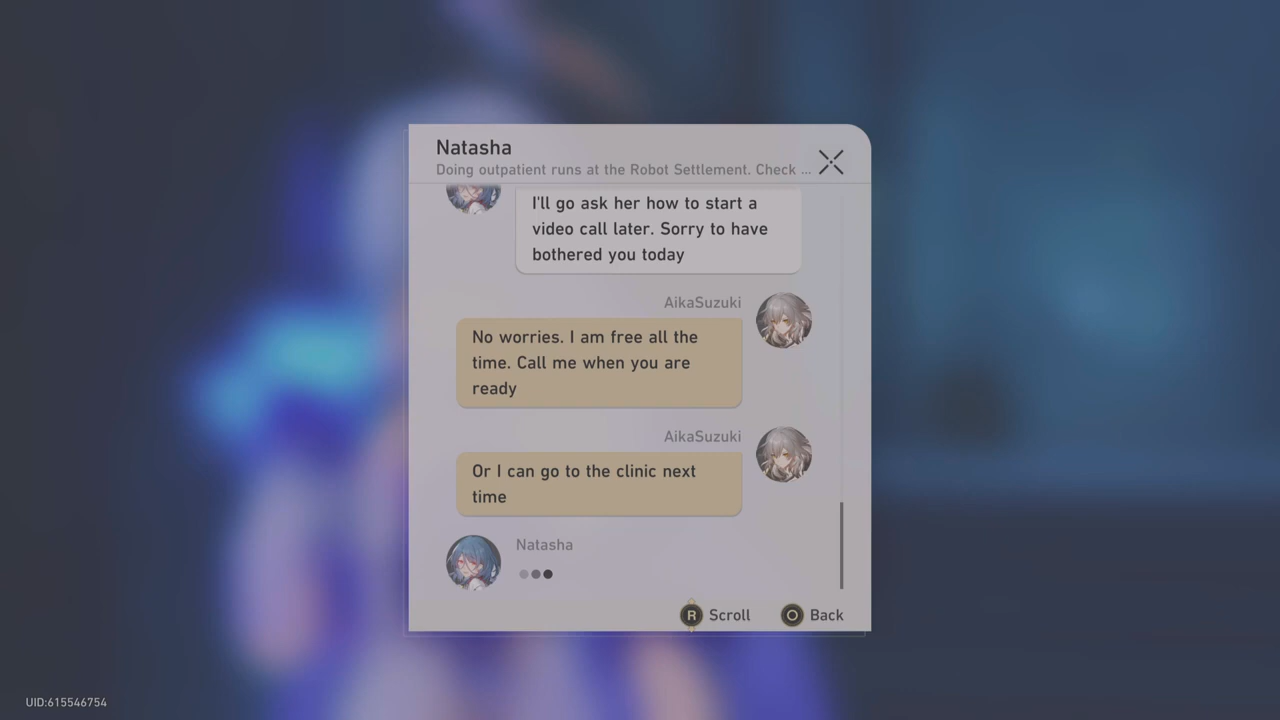 Natasha
Doing outpatient runs at the Robot Settlement. Check ...
I'll go ask her how to start a
video call later. Sorry to have
bothered you today
AikaSuzuki
No worries. I am free all the
time. Call me when you are
ready
AikaSuzuki
Or I can go to the clinic next
time
Natasha
R Scroll
Back
UID:615546754